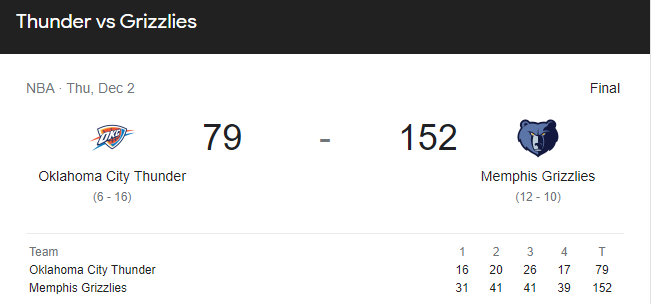 Thunder vs Grizzlies
NBA · Thu, Dec 2 Final
OKC
79 - 152
Oklahoma City Thunder Memphis Grizzlies
(6 - 16) (12 - 10)
Team 1 2 3 4 T
Oklahoma City Thunder 16 20 26 17 79
Memphis Grizzlies 31 41 41 39 152